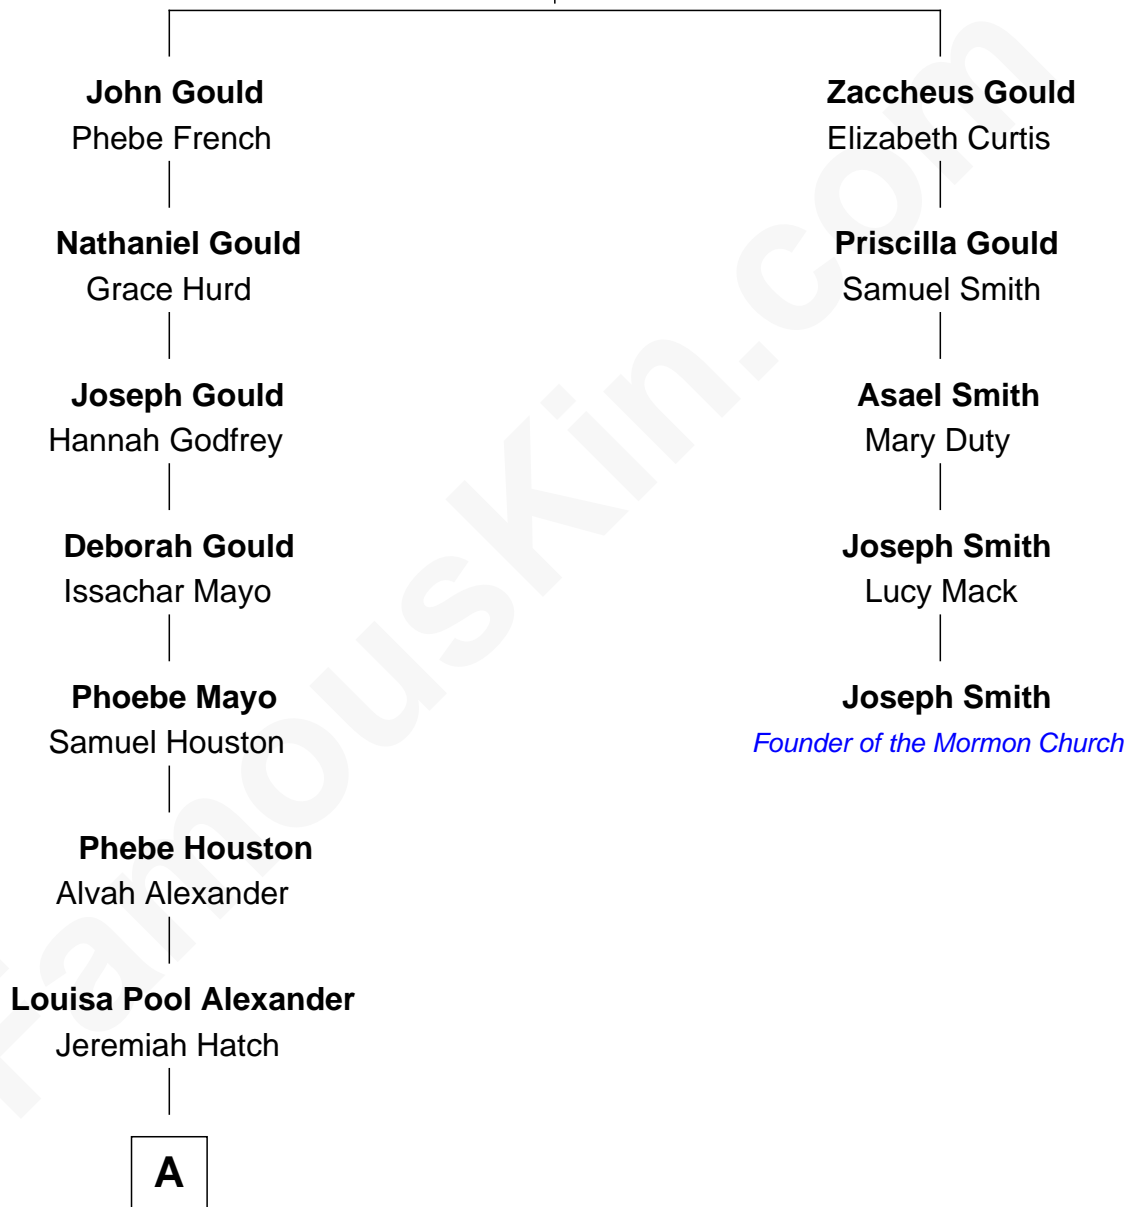 John Gould
Phebe French
Nathaniel Gould
Grace Hurd
Joseph Gould
Hannah Godfrey
Deborah Gould
Issachar Mayo
Phoebe Mayo
Samuel Houston
Phebe Houston
Alvah Alexander
Louisa Pool Alexander
Jeremiah Hatch
A
Zaccheus Gould
Elizabeth Curtis
Priscilla Gould
Samuel Smith
Asael Smith
Mary Duty
Joseph Smith
Lucy Mack
Joseph Smith
Founder of the Mormon Church
FamousKin.com